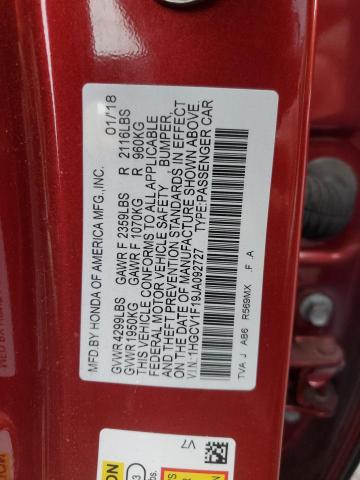 MFD.BY HONDA OF AMERICA MFG.,INC. 01/18
GVWR 4299LBS GAWR F 2359LBS R 2116LBS
GVWR 1950KG GAWR F 1070KG R 960KG
THIS VEHICLE CONFORMS TO ALL APPLICABLE
FEDERAL MOTOR VEHICLE SAFETY, BUMPER,
AND THEFT PREVENTION STANDARDS IN EFFECT
ON THE DATE OF MANUFACTURE SHOWN ABOVE.
V.I.N.:1HGCV1F19JA092727 TYPE:PASSENGER CAR
TVA J AB6 R569MX .F .A
V7